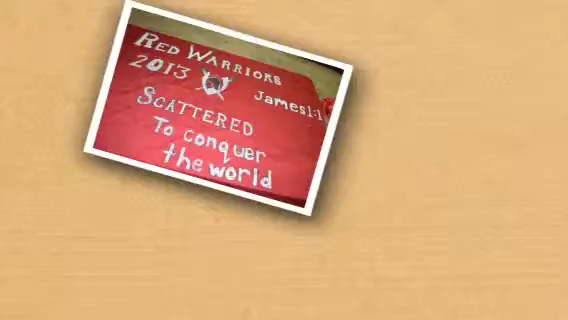 RED WARRIORS
2013
James1:1
SCATTERED
To conquer
the world